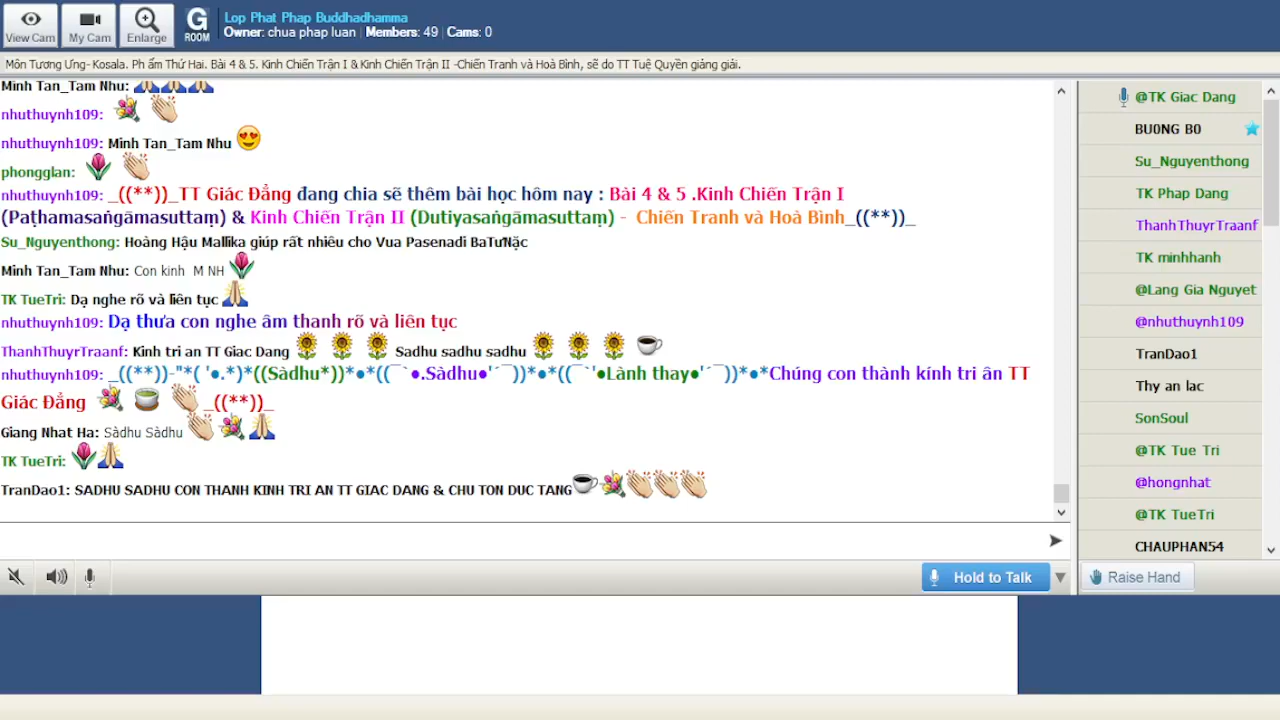 View Cam
My Cam
Enlarge
G
ROOM
Lop Phat Phap Buddhadhamma
Owner: chua phap luan | Members: 49 | Cams: 0
Môn Tương Ưng- Kosala. Ph ẩm Thứ Hai. Bài 4 & 5. Kinh Chiến Trận I & Kinh Chiến Trận II -Chiến Tranh và Hoà Bình, sẽ do TT Tuệ Quyền giảng giải.
Minh Tan_Tam Nhu:
nhuthuynh109:
nhuthuynh109: Minh Tan_Tam Nhu
phongglan:
nhuthuynh109: _((**))_TT Giác Đẳng đang chia sẽ thêm bài học hôm nay : Bài 4 & 5 .Kinh Chiến Trận I
(Paṭhamasaṅgāmasuttaṃ) & Kinh Chiến Trận II (Dutiyasaṅgāmasuttaṃ) - Chiến Tranh và Hoà Bình_((**))_
Su_Nguyenthong: Hoàng Hậu Mallika giúp rất nhiêu cho Vua Pasenadi BaTưNặc
Minh Tan_Tam Nhu: Con kinh M NH
TK TueTri: Dạ nghe rõ và liên tục
nhuthuynh109: Dạ thưa con nghe âm thanh rõ và liên tục
ThanhThuyrTraanf: Kinh tri an TT Giac Dang Sadhu sadhu sadhu
nhuthuynh109: _((**))-"*( '●.*)*((Sàdhu*))*●*((¯`●.Sàdhu●'´¯))*●*((¯`'●Lành thay●'´¯))*●*Chúng con thành kính tri ân TT
Giác Đẳng _((**))_
Giang Nhat Ha: Sàdhu Sàdhu
TK TueTri:
TranDao1: SADHU SADHU CON THANH KINH TRI AN TT GIAC DANG & CHU TON DUC TANG
@TK Giac Dang
BU0NG B0
Su_Nguyenthong
TK Phap Dang
ThanhThuyrTraanf
TK minhhanh
@Lang Gia Nguyet
@nhuthuynh109
TranDao1
Thy an lac
SonSoul
@TK Tue Tri
@hongnhat
@TK TueTri
CHAUPHAN54
Hold to Talk
Raise Hand